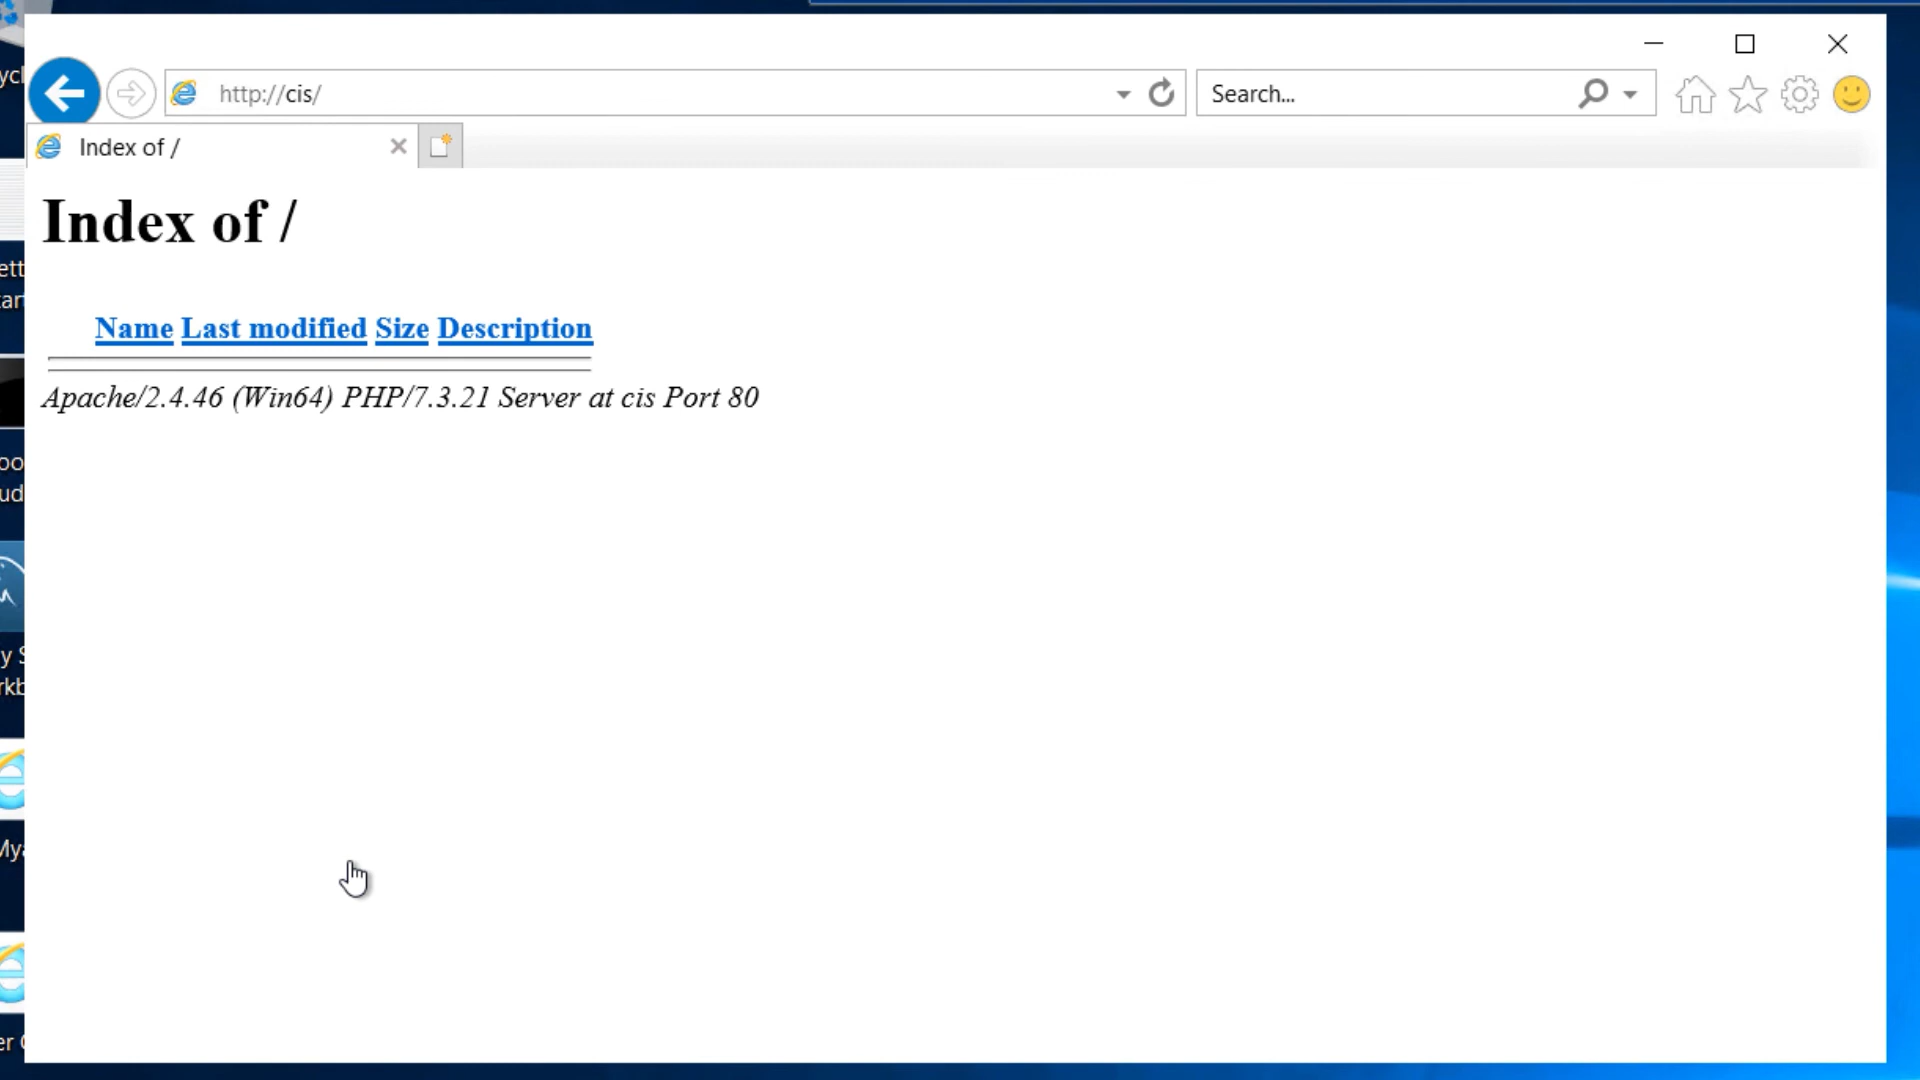 http://cis/
Search...
Index of /
Index of /
Name Last modified Size Description
Apache/2.4.46 (Win64) PHP/7.3.21 Server at cis Port 80